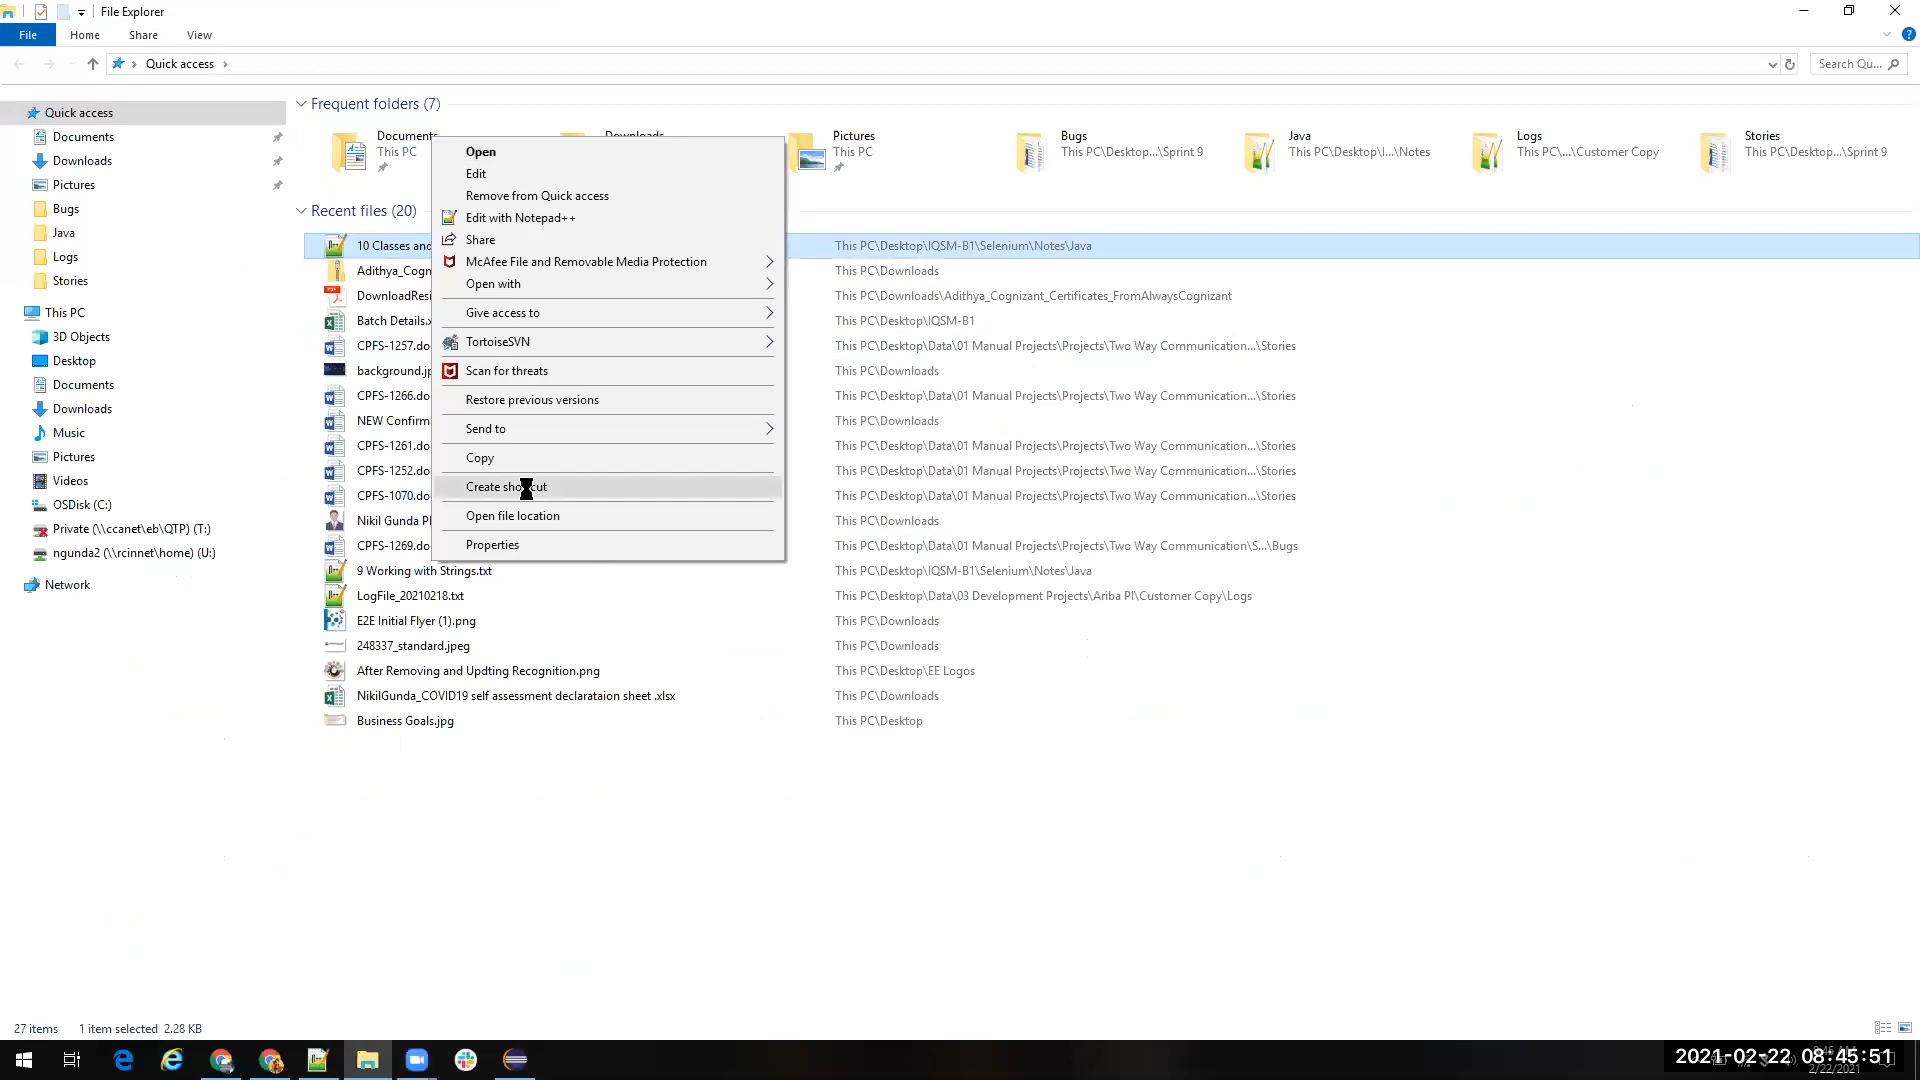 File Explorer
File Home Share View
Quick access
Search Qu...
Quick access
Documents
Downloads
Pictures
Bugs
Java
Logs
Stories
This PC
3D Objects
Desktop
Documents
Downloads
Music
Pictures
Videos
OSDisk (C:)
Private (\\ccanet\eb\QTP) (T:)
ngunda2 (\\rcinnet\home) (U:)
Network
Frequent folders (7)
Documents
This PC
Downloads
Pictures
This PC
Bugs
This PC\Desktop...\Sprint 9
Java
This PC\Desktop\I...\Notes
Logs
This PC\...\Customer Copy
Stories
This PC\Desktop...\Sprint 9
Recent files (20)
10 Classes and This PC\Desktop\IQSM-B1\Selenium\Notes\Java
Adithya_Cogn This PC\Downloads
DownloadResi This PC\Downloads\Adithya_Cognizant_Certificates_FromAlwaysCognizant
Batch Details.x This PC\Desktop\IQSM-B1
CPFS-1257.do This PC\Desktop\Data\01 Manual Projects\Projects\Two Way Communication...\Stories
background.jp This PC\Downloads
CPFS-1266.do This PC\Desktop\Data\01 Manual Projects\Projects\Two Way Communication...\Stories
NEW Confirm This PC\Downloads
CPFS-1261.do This PC\Desktop\Data\01 Manual Projects\Projects\Two Way Communication...\Stories
CPFS-1252.do This PC\Desktop\Data\01 Manual Projects\Projects\Two Way Communication...\Stories
CPFS-1070.do This PC\Desktop\Data\01 Manual Projects\Projects\Two Way Communication...\Stories
Nikil Gunda Pl This PC\Downloads
CPFS-1269.do This PC\Desktop\Data\01 Manual Projects\Projects\Two Way Communication\S...\Bugs
9 Working with Strings.txt This PC\Desktop\IQSM-B1\Selenium\Notes\Java
LogFile_20210218.txt This PC\Desktop\Data\03 Development Projects\Ariba PI\Customer Copy\Logs
E2E Initial Flyer (1).png This PC\Downloads
248337_standard.jpeg This PC\Downloads
After Removing and Updting Recognition.png This PC\Desktop\EE Logos
NikilGunda_COVID19 self assessment declarataion sheet .xlsx This PC\Downloads
Business Goals.jpg This PC\Desktop
Open
Edit
Remove from Quick access
Edit with Notepad++
Share
McAfee File and Removable Media Protection
Open with
Give access to
TortoiseSVN
Scan for threats
Restore previous versions
Send to
Copy
Create shortcut
Open file location
Properties
27 items 1 item selected 2.28 KB
2021-02-22 08:45:51
2/22/2021